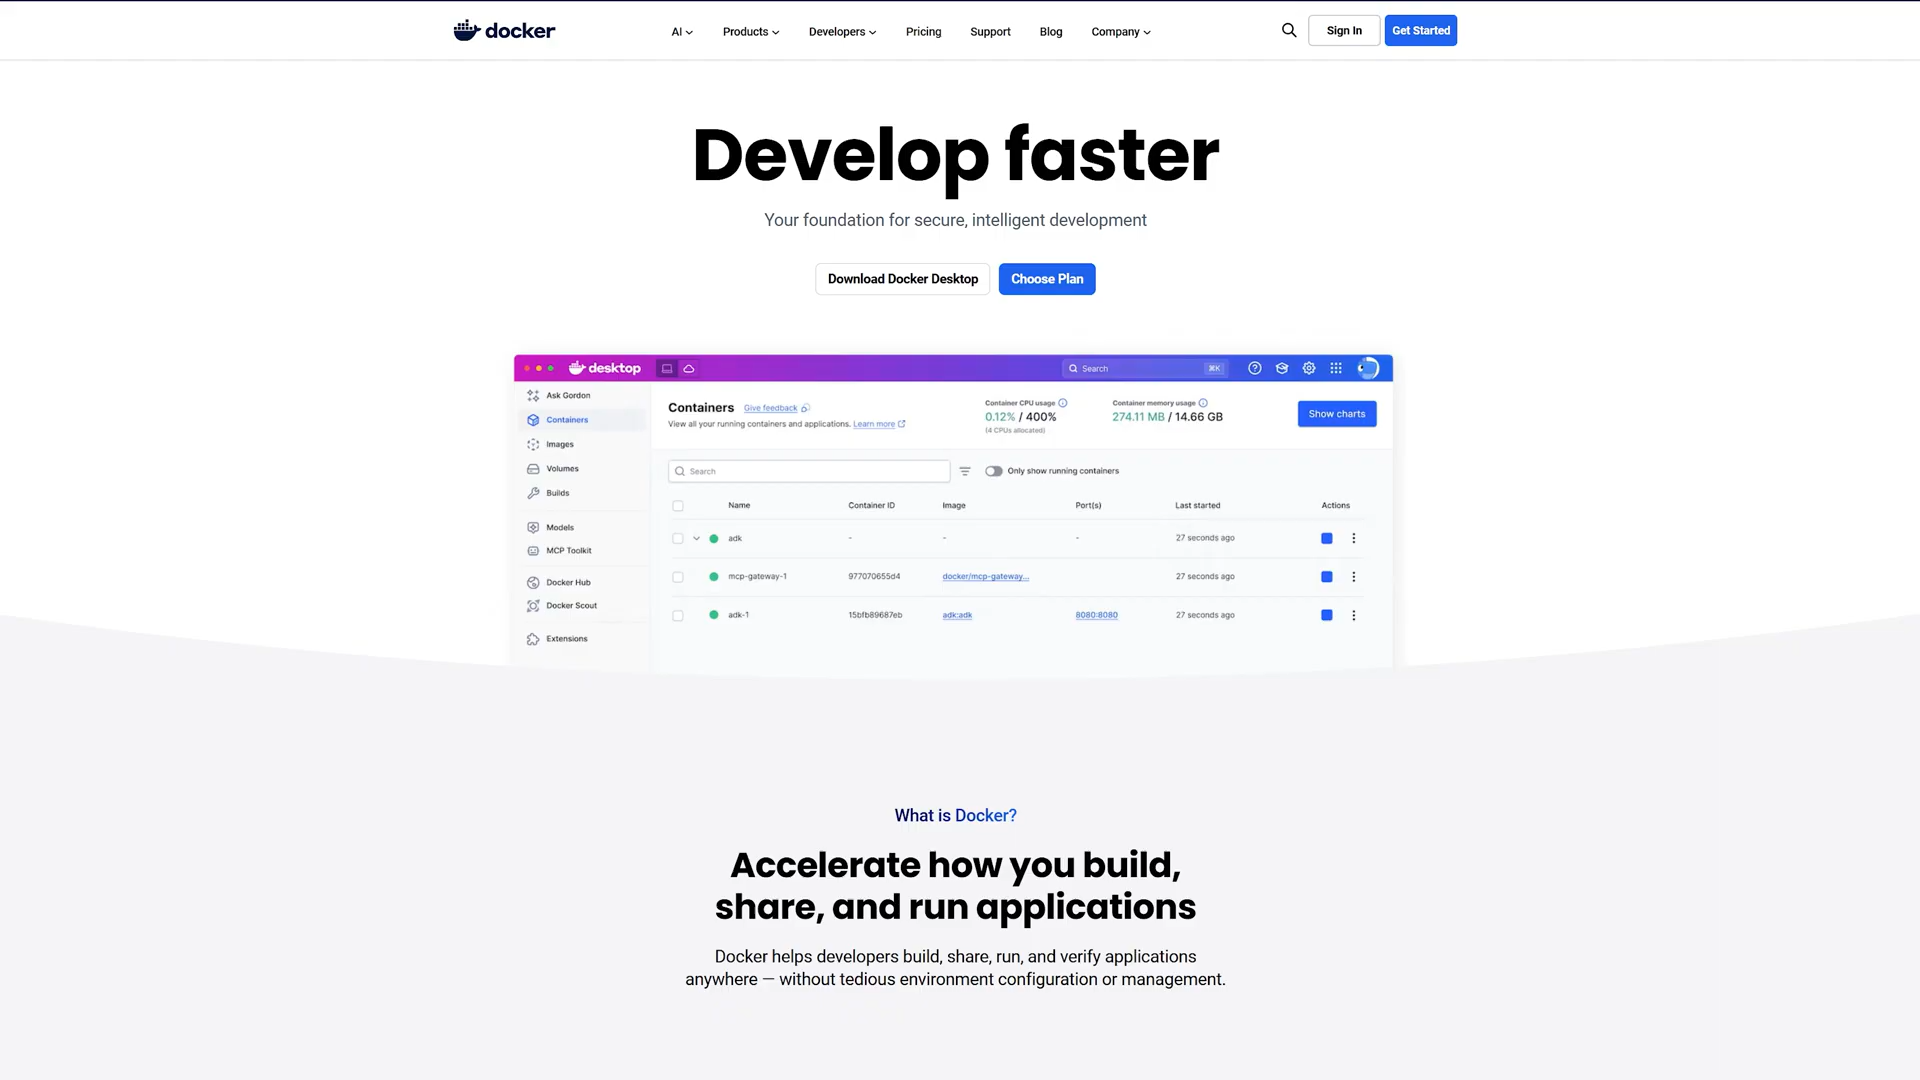 docker
AI
Products
Developers
Pricing
Support
Blog
Company
Sign In
Get Started
Develop faster
Your foundation for secure, intelligent development
Download Docker Desktop
Choose Plan
desktop
Search
⌘K
Ask Gordon
Containers
Images
Volumes
Builds
Models
MCP Toolkit
Docker Hub
Docker Scout
Extensions
Containers Give feedback
View all your running containers and applications. Learn more
Container CPU usage
0.12% / 400%
(4 CPUs allocated)
Container memory usage
274.11 MB / 14.66 GB
Show charts
Search
Only show running containers
Name Container ID Image Port(s) Last started Actions
adk - - - 27 seconds ago
mcp-gateway-1 977070655d4 docker/mcp-gateway... 27 seconds ago
adk-1 15bfb89687eb adk:adk 8080:8080 27 seconds ago
What is Docker?
Accelerate how you build,
share, and run applications
Docker helps developers build, share, run, and verify applications
anywhere — without tedious environment configuration or management.